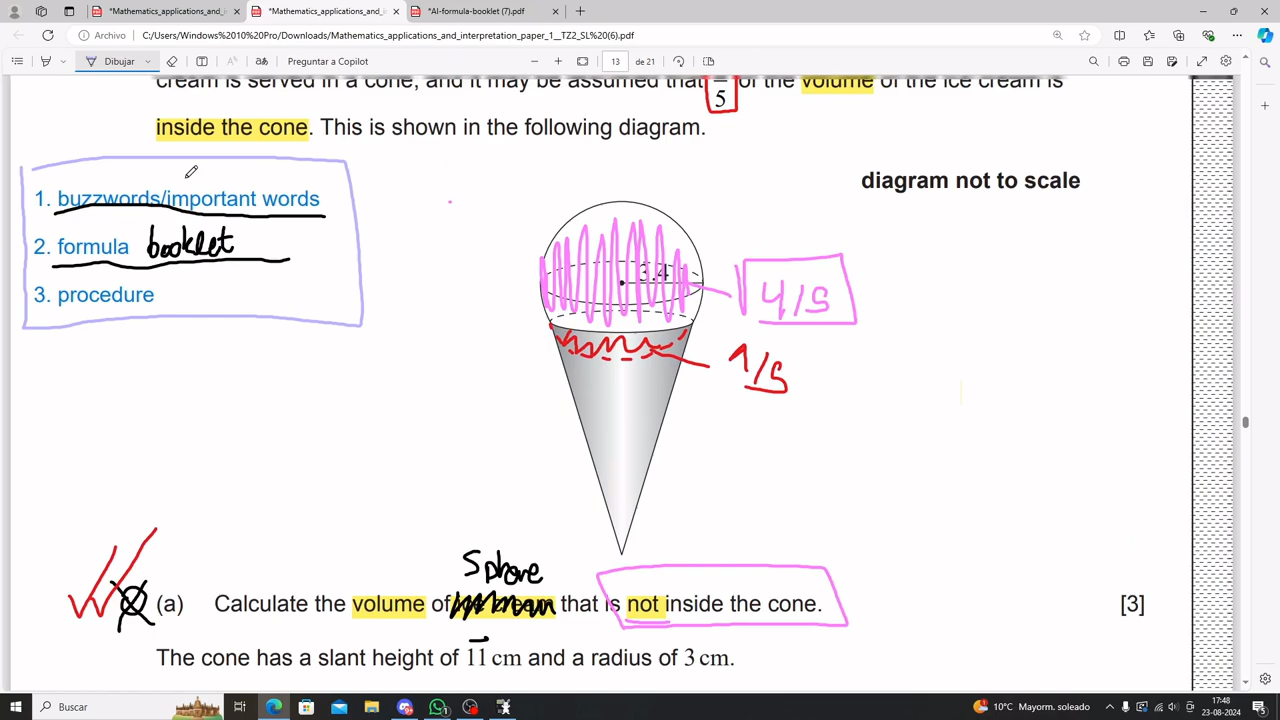 *Mathematics_applications_and_i
*Mathematics_applications_and_i
*AI-formula-booklet (7).pdf
Archivo C:/Users/Windows%2010%20Pro/Downloads/Mathematics_applications_and_interpretation_paper_1__TZ2_SL%20(6).pdf
Dibujar
Preguntar a Copilot
13 de 21
cream is served in a cone, and it may be assumed that 5 of the volume of the ice cream is
inside the cone. This is shown in the following diagram.
diagram not to scale
1. buzzwords/important words
2. formula booklet
3. procedure
3.4
4/5
1/5
sphere
(a) Calculate the volume of that is not inside the cone. [3]
The cone has a slant height of 11 cm and a radius of 3 cm.
Buscar
10°C Mayorm. soleado
17:48
23-08-2024